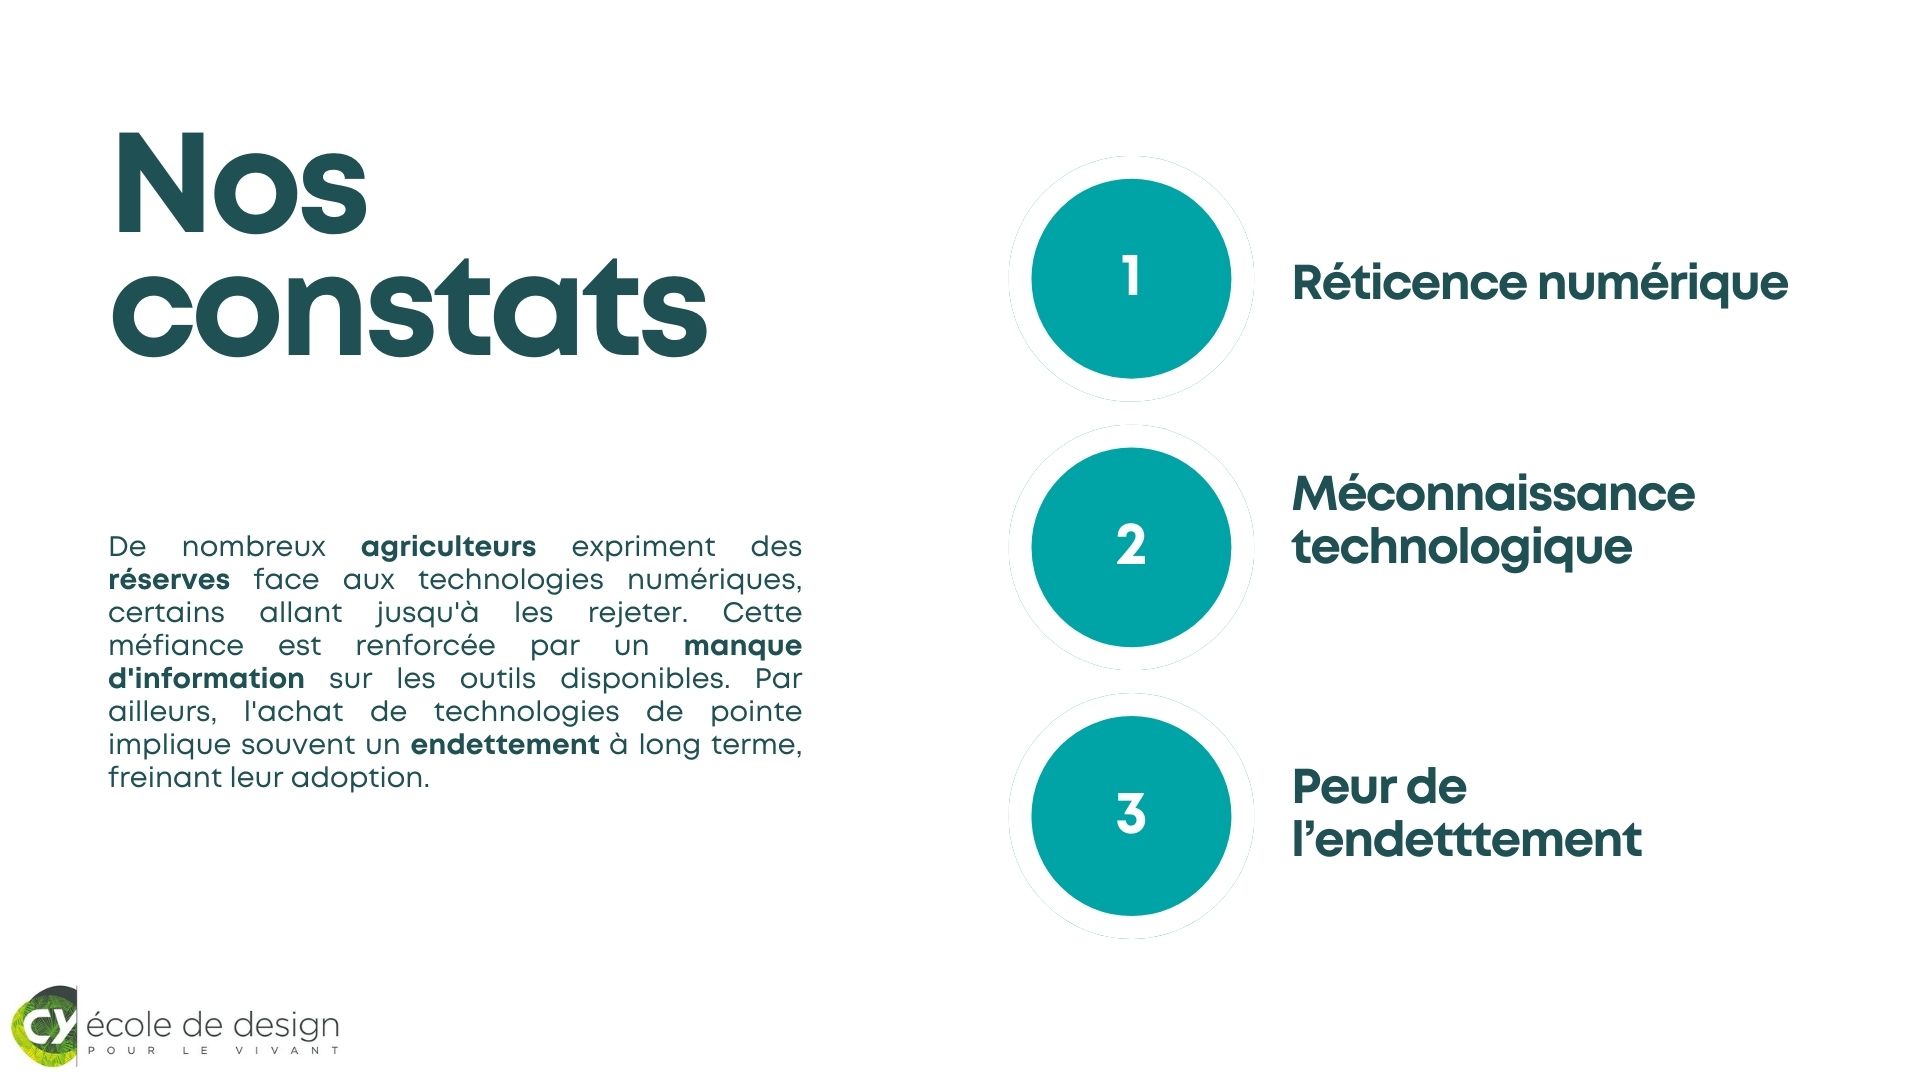 Nos
constats
De nombreux agriculteurs expriment des
réserves face aux technologies numériques,
certains allant jusqu'à les rejeter. Cette
méfiance est renforcée par un manque
d'information sur les outils disponibles. Par
ailleurs, l'achat de technologies de pointe
implique souvent un endettement à long terme,
freinant leur adoption.
1
Réticence numérique
2
Méconnaissance
technologique
3
Peur de
l’endetttement
CY école de design
POUR LE VIVANT